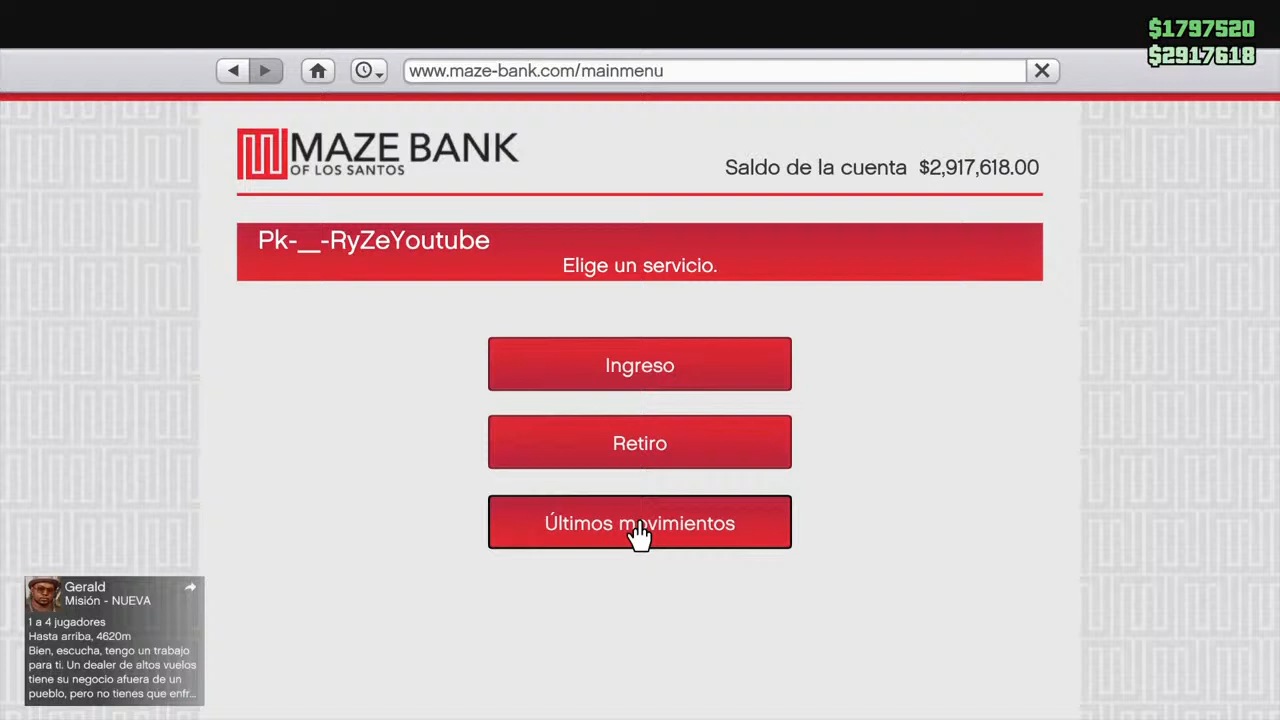 $1797520
$2917618
www.maze-bank.com/mainmenu
MAZE BANK
OF LOS SANTOS
Saldo de la cuenta $2,917,618.00
Pk-__-RyZeYoutube
Elige un servicio.
Ingreso
Retiro
Últimos movimientos
Gerald
Misión - NUEVA
1 a 4 jugadores
Hasta arriba, 4620m
Bien, escucha, tengo un trabajo
para ti. Un dealer de altos vuelos
tiene su negocio afuera de un
pueblo, pero no tienes que enfr...